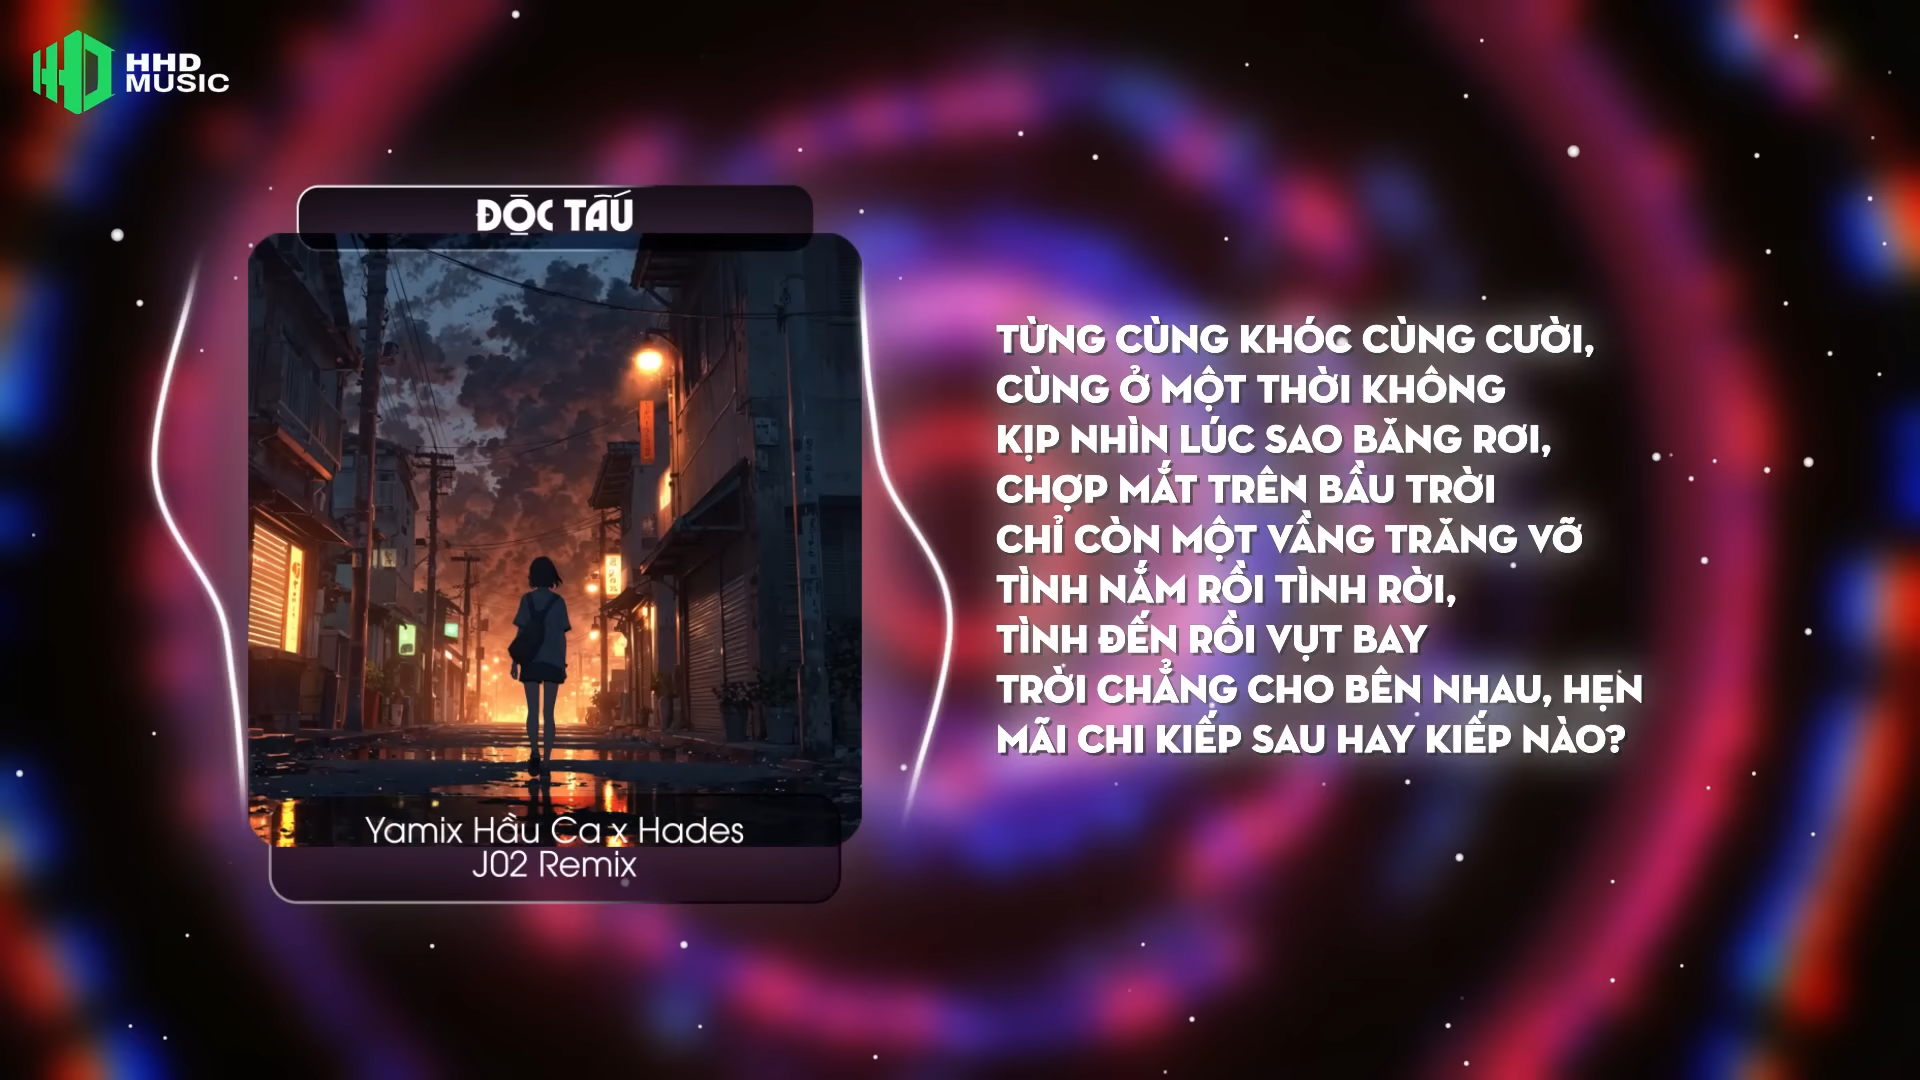 HHD
MUSIC
ĐỘC TẤU
TỪNG CÙNG KHÓC CÙNG CƯỜI,
CÙNG Ở MỘT THỜI KHÔNG
KỊP NHÌN LÚC SAO BĂNG RƠI,
CHỢP MẮT TRÊN BẦU TRỜI
CHỈ CÒN MỘT VẦNG TRĂNG VỠ
TÌNH NẮM RỒI TÌNH RỜI,
TÌNH ĐẾN RỒI VỤT BAY
TRỜI CHẲNG CHO BÊN NHAU, HẸN
MÃI CHI KIẾP SAU HAY KIẾP NÀO?
Yamix Hầu Ca x Hades
J02 Remix